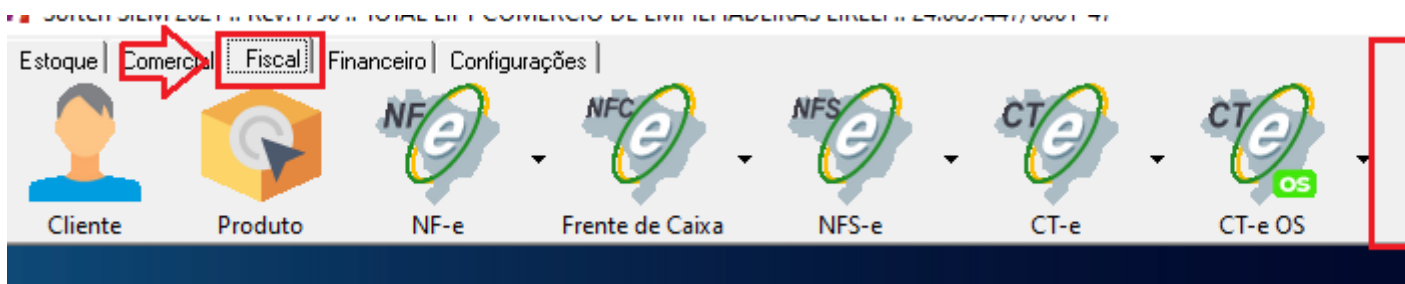 Estoque Comercial Fiscal Financeiro Configurações
NF e NFC e NFS e CT e CT e OS
Cliente Produto NF-e Frente de Caixa NFS-e CT-e CT-e OS